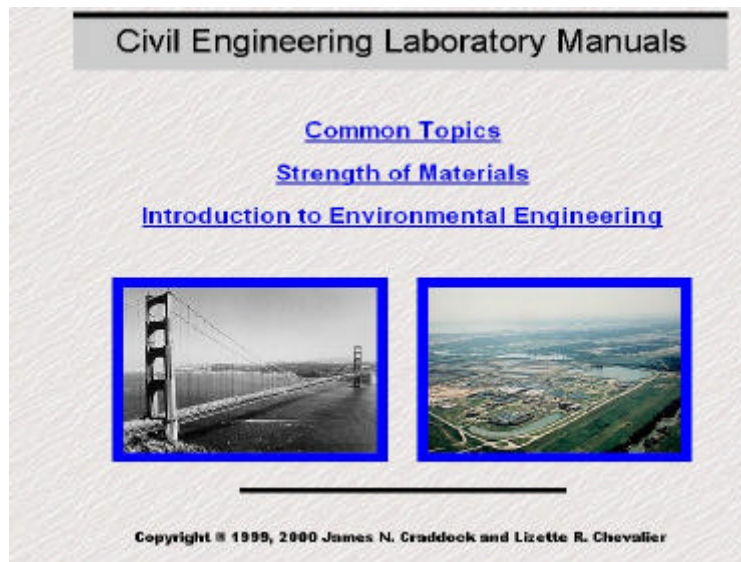 Civil Engineering Laboratory Manuals
Common Topics
Strength of Materials
Introduction to Environmental Engineering
Copyright © 1999, 2000 James N. Craddock and Lizette R. Chevalier